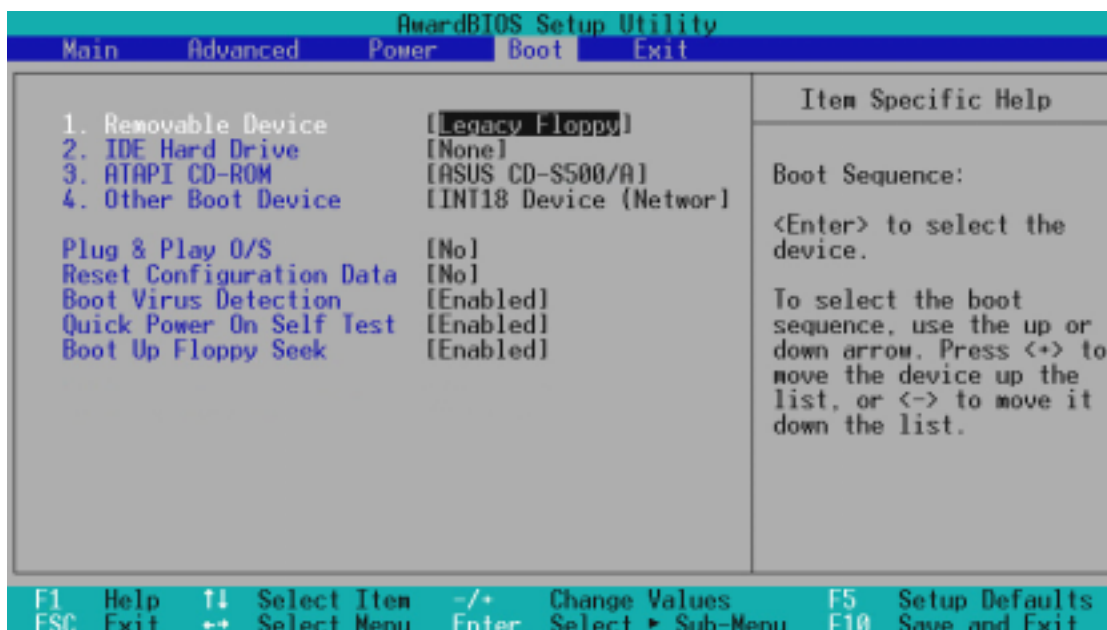 AwardBIOS Setup Utility
Main Advanced Power Boot Exit
1. Removable Device [Legacy Floppy]
2. IDE Hard Drive [None]
3. ATAPI CD-ROM [ASUS CD-S500/A]
4. Other Boot Device [INT18 Device (Networ]
Plug & Play O/S [No]
Reset Configuration Data [No]
Boot Virus Detection [Enabled]
Quick Power On Self Test [Enabled]
Boot Up Floppy Seek [Enabled]
Item Specific Help
Boot Sequence:
<Enter> to select the
device.
To select the boot
sequence, use the up or
down arrow. Press <+> to
move the device up the
list, or <-> to move it
down the list.
F1 Help ↑↓ Select Item -/+ Change Values F5 Setup Defaults
ESC Exit ←→ Select Menu Enter Select ► Sub-Menu F10 Save and Exit